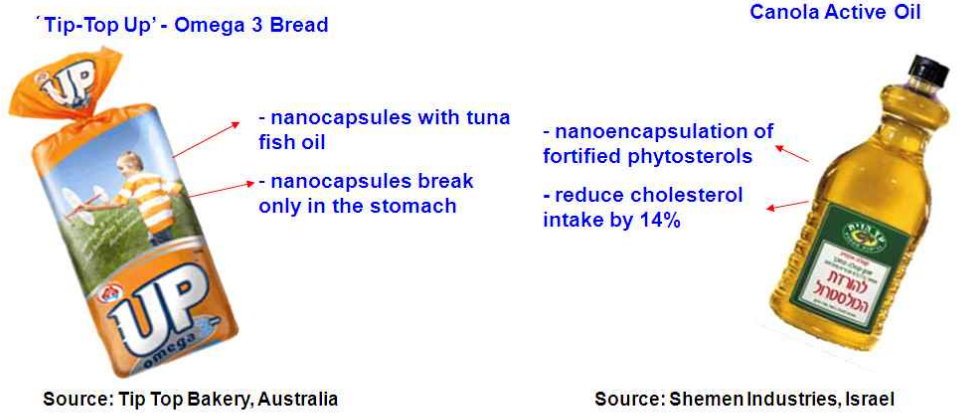 ´Tip-Top Up’ - Omega 3 Bread
UP
- nanocapsules with tuna
fish oil
- nanocapsules break
only in the stomach
UP
omega 3
Source: Tip Top Bakery, Australia
Canola Active Oil
- nanoencapsulation of
fortified phytosterols
- reduce cholesterol
intake by 14%
להורדת
הכולסטרול
Source: Shemen Industries, Israel